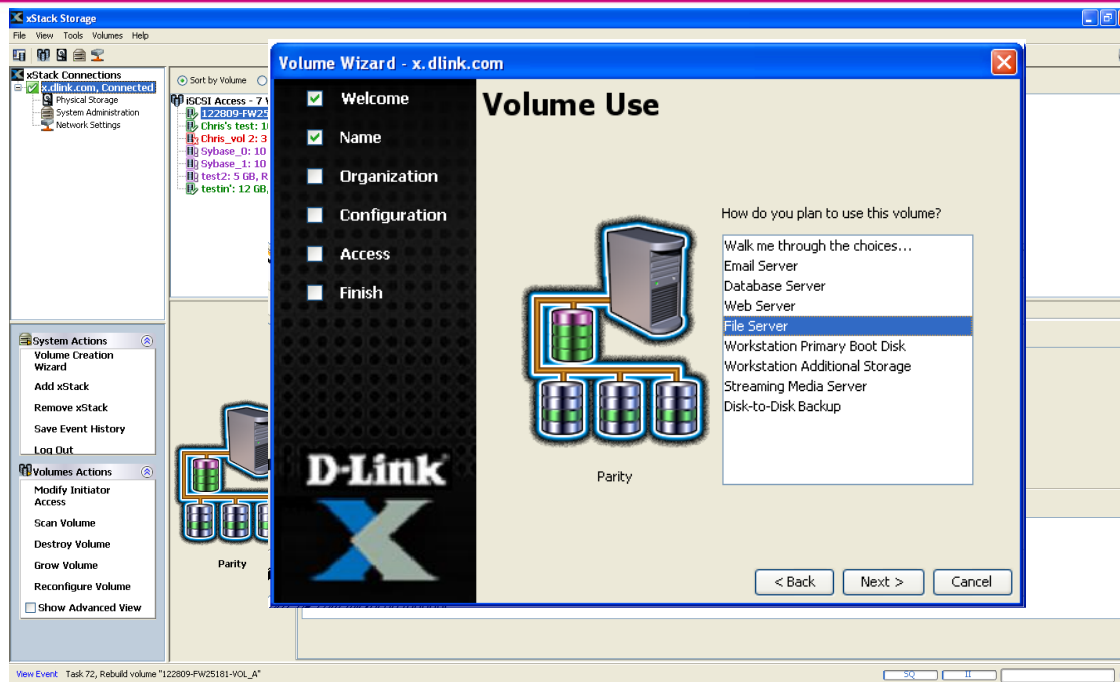 xStack Storage
File View Tools Volumes Help
xStack Connections
x.dlink.com, Connected
Physical Storage
System Administration
Network Settings
Sort by Volume
iSCSI Access - 7
122809-FW25
Chris's test:
Chris_vol 2: 3
Sybase_0: 10
Sybase_1: 10
test2: 5 GB, R
testin': 12 GB,
System Actions
Volume Creation
Wizard
Add xStack
Remove xStack
Save Event History
Log Out
Volumes Actions
Modify Initiator
Access
Scan Volume
Destroy Volume
Grow Volume
Reconfigure Volume
Show Advanced View
Parity
Volume Wizard - x.dlink.com
Welcome
Name
Organization
Configuration
Access
Finish
D-Link
Volume Use
How do you plan to use this volume?
Walk me through the choices...
Email Server
Database Server
Web Server
File Server
Workstation Primary Boot Disk
Workstation Additional Storage
Streaming Media Server
Disk-to-Disk Backup
Parity
< Back Next > Cancel
View Event Task 72, Rebuild volume "122809-FW25181-VOL_A"
SQ II